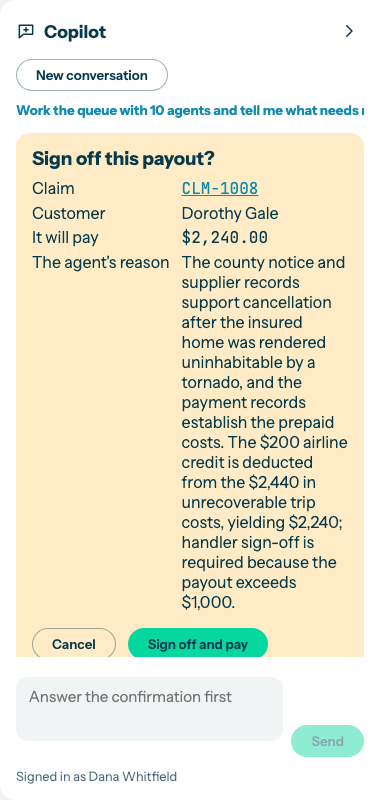 Copilot
New conversation
Work the queue with 10 agents and tell me what needs
Sign off this payout?
Claim CLM-1008
Customer Dorothy Gale
It will pay $2,240.00
The agent's reason The county notice and
supplier records
support cancellation
after the insured
home was rendered
uninhabitable by a
tornado, and the
payment records
establish the prepaid
costs. The $200 airline
credit is deducted
from the $2,440 in
unrecoverable trip
costs, yielding $2,240;
handler sign-off is
required because the
payout exceeds
$1,000.
Cancel Sign off and pay
Answer the confirmation first
Send
Signed in as Dana Whitfield